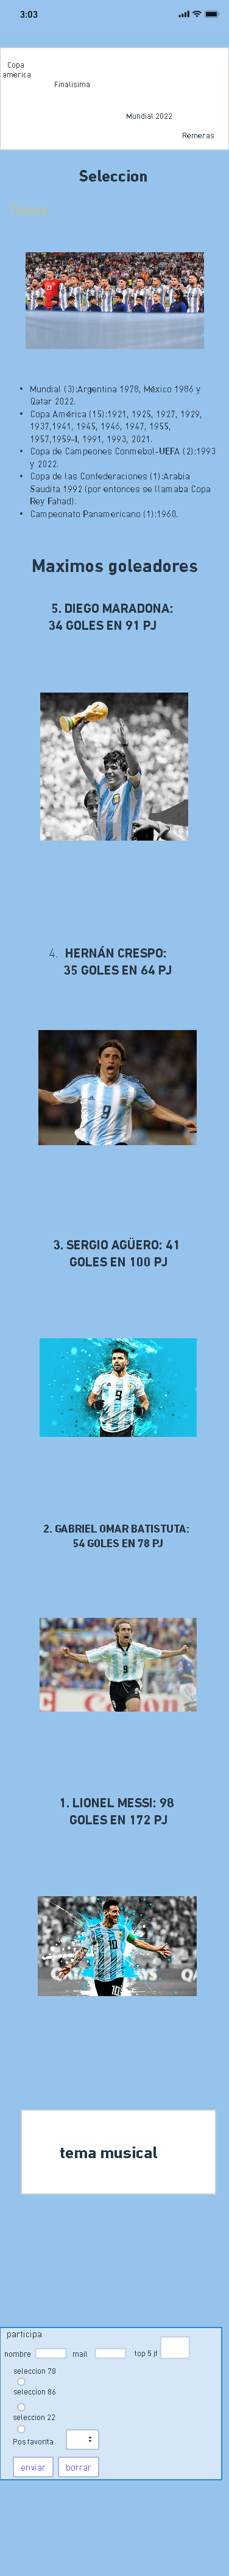 3:03
Copa
america
Finalisima
Mundial 2022
Remeras
Seleccion
• Mundial (3):Argentina 1978, México 1986 y
Qatar 2022.
• Copa América (15):1921, 1925, 1927, 1929,
1937,1941, 1945, 1946, 1947, 1955,
1957,1959-I, 1991, 1993, 2021.
• Copa de Campeones Conmebol-UEFA (2):1993
y 2022.
• Copa de las Confederaciones (1):Arabia
Saudita 1992 (por entonces se llamaba Copa
Rey Fahad).
• Campeonato Panamericano (1):1960.
Maximos goleadores
5. DIEGO MARADONA:
34 GOLES EN 91 PJ
4. HERNÁN CRESPO:
35 GOLES EN 64 PJ
3. SERGIO AGÜERO: 41
GOLES EN 100 PJ
2. GABRIEL OMAR BATISTUTA:
54 GOLES EN 78 PJ
1. LIONEL MESSI: 98
GOLES EN 172 PJ
tema musical
participa
nombre mail top 5 jf
seleccion 78
seleccion 86
seleccion 22
Pos favorita
enviar borrar